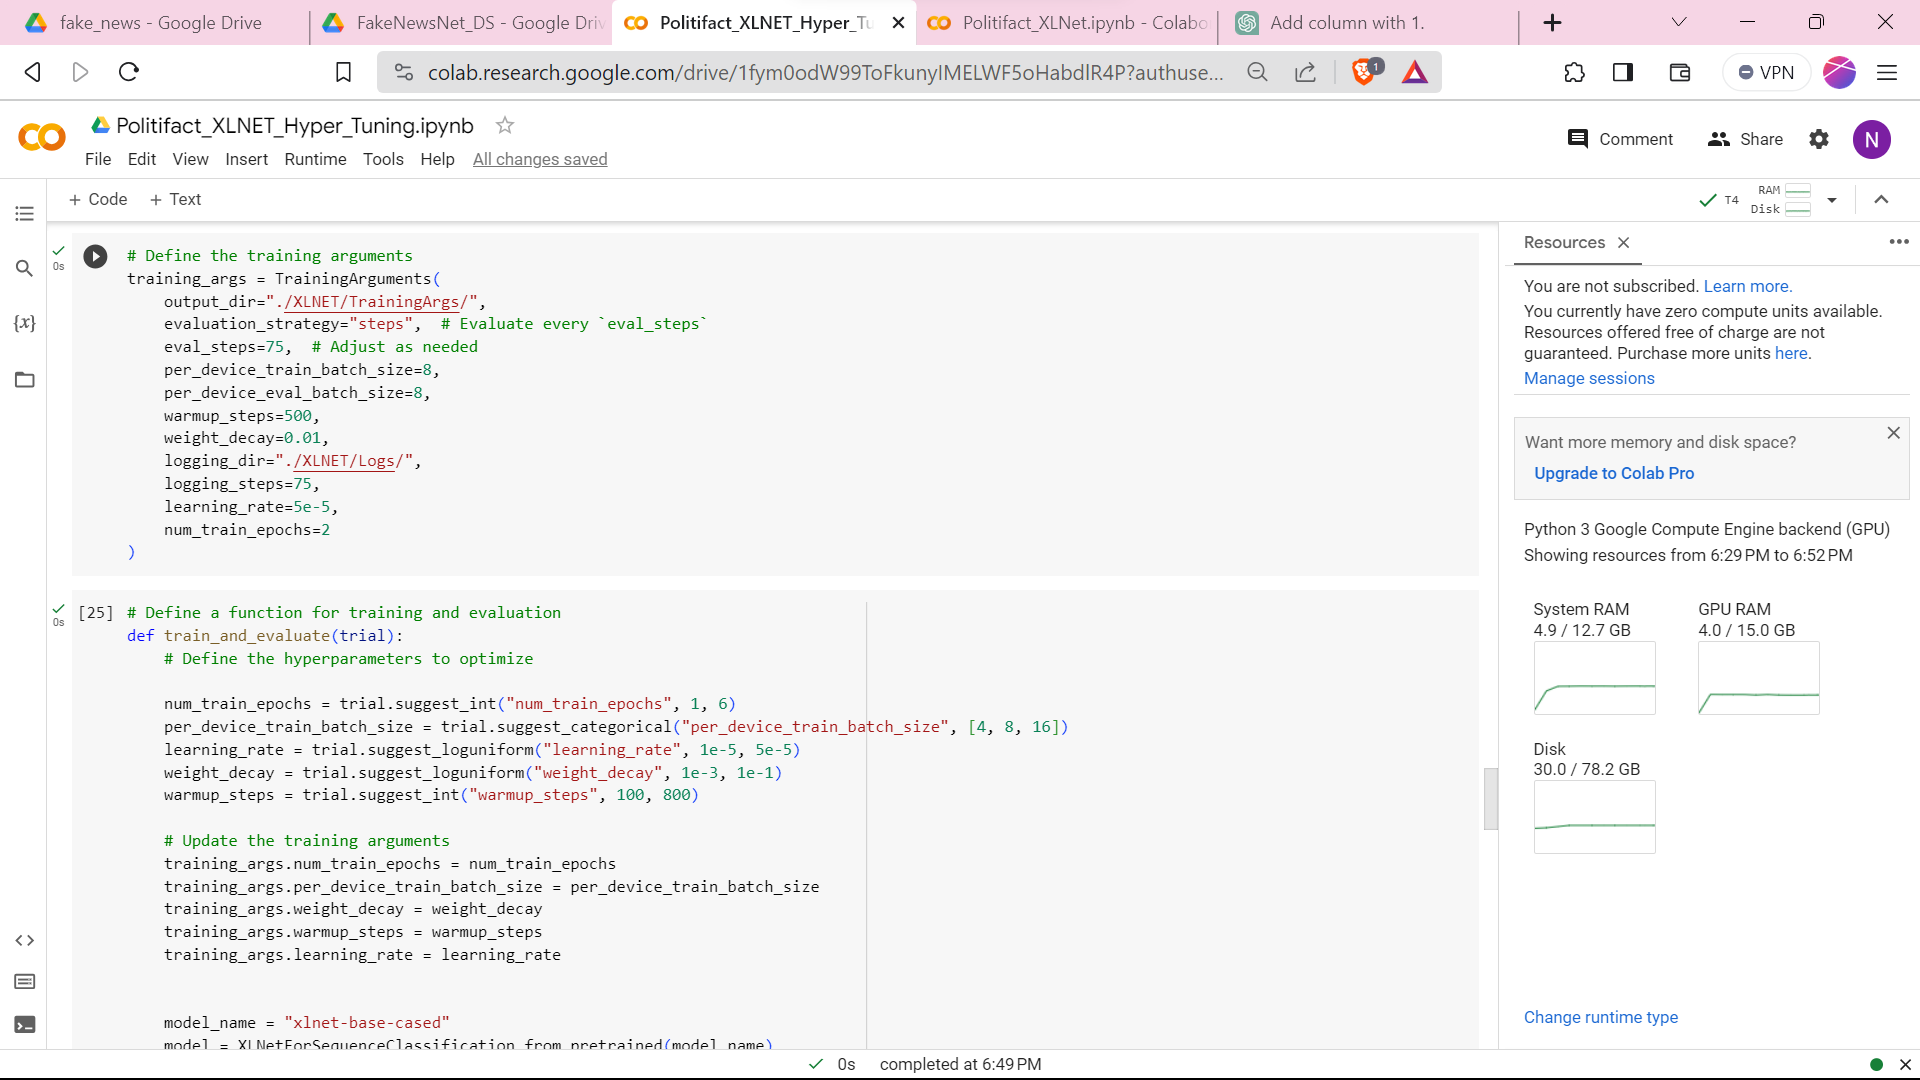 fake_news - Google Drive
FakeNewsNet_DS - Google Driv
Politifact_XLNET_Hyper_Tu
Politifact_XLNet.ipynb - Colabo
Add column with 1.
colab.research.google.com/drive/1fym0odW99ToFkunyIMELWF5oHabdlR4P?authuse...
1
VPN
Politifact_XLNET_Hyper_Tuning.ipynb
Comment
Share
N
File Edit View Insert Runtime Tools Help All changes saved
+ Code + Text
T4
RAM
Disk
0s
# Define the training arguments
training_args = TrainingArguments(
output_dir="./XLNET/TrainingArgs/",
evaluation_strategy="steps", # Evaluate every `eval_steps`
eval_steps=75, # Adjust as needed
per_device_train_batch_size=8,
per_device_eval_batch_size=8,
warmup_steps=500,
weight_decay=0.01,
logging_dir="./XLNET/Logs/",
logging_steps=75,
learning_rate=5e-5,
num_train_epochs=2
)
0s
[25] # Define a function for training and evaluation
def train_and_evaluate(trial):
# Define the hyperparameters to optimize
num_train_epochs = trial.suggest_int("num_train_epochs", 1, 6)
per_device_train_batch_size = trial.suggest_categorical("per_device_train_batch_size", [4, 8, 16])
learning_rate = trial.suggest_loguniform("learning_rate", 1e-5, 5e-5)
weight_decay = trial.suggest_loguniform("weight_decay", 1e-3, 1e-1)
warmup_steps = trial.suggest_int("warmup_steps", 100, 800)
# Update the training arguments
training_args.num_train_epochs = num_train_epochs
training_args.per_device_train_batch_size = per_device_train_batch_size
training_args.weight_decay = weight_decay
training_args.warmup_steps = warmup_steps
training_args.learning_rate = learning_rate
model_name = "xlnet-base-cased"
model = XLNetForSequenceClassification.from_pretrained(model_name)
Resources
You are not subscribed. Learn more.
You currently have zero compute units available.
Resources offered free of charge are not
guaranteed. Purchase more units here.
Manage sessions
Want more memory and disk space?
Upgrade to Colab Pro
Python 3 Google Compute Engine backend (GPU)
Showing resources from 6:29 PM to 6:52 PM
System RAM
4.9 / 12.7 GB
GPU RAM
4.0 / 15.0 GB
Disk
30.0 / 78.2 GB
Change runtime type
0s completed at 6:49 PM